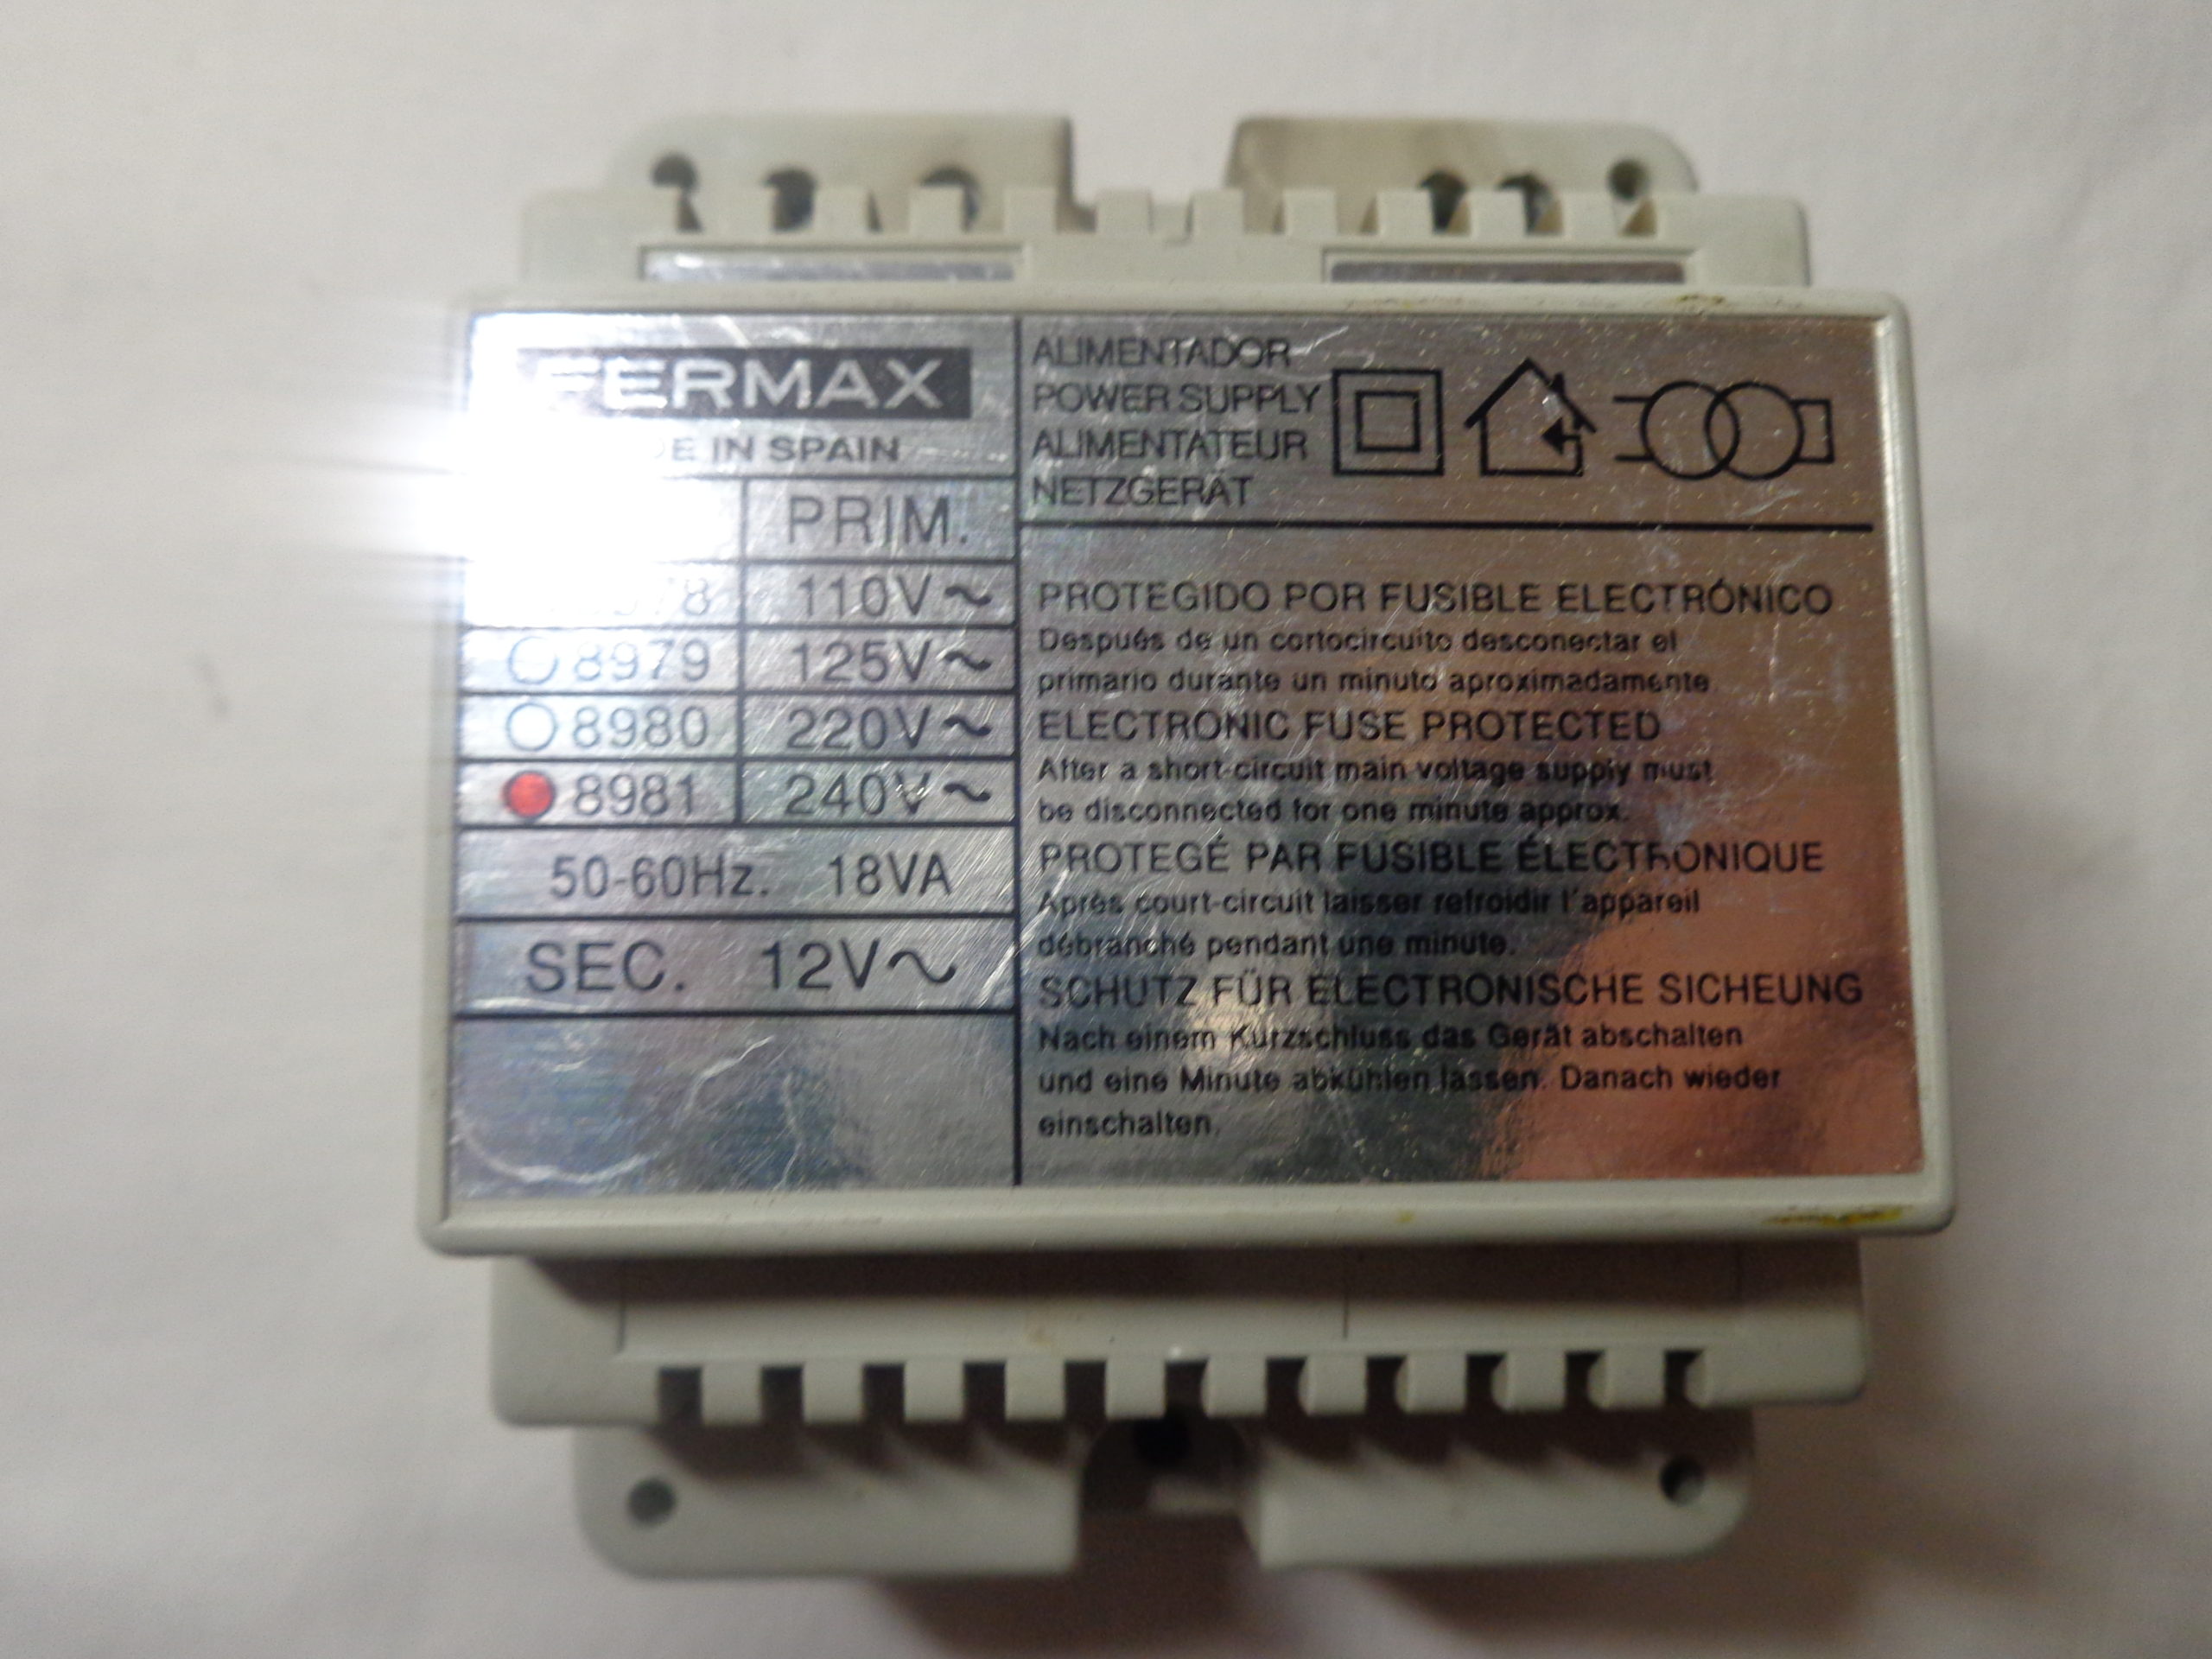 FERMAX
IN SPAIN
PRIM.
110V~
8979 125V~
8980 220V~
8981 240V~
50-60Hz. 18VA
SEC. 12V~
ALIMENTADOR
POWER SUPPLY
ALIMENTATEUR
NETZGERÄT
PROTEGIDO POR FUSIBLE ELECTRÓNICO
Después de un cortocircuito desconectar el
primario durante un minuto aproximadamente
ELECTRONIC FUSE PROTECTED
After a short-circuit main voltage supply must
be disconnected for one minute approx.
PROTEGÉ PAR FUSIBLE ÉLECTRONIQUE
Après court-circuit laisser refroidir l'appareil
débranché pendant une minute.
SCHUTZ FÜR ELECTRONISCHE SICHEUNG
Nach einem Kurzschluss das Gerät abschalten
und eine Minute abkühlen lassen. Danach wieder
einschalten.